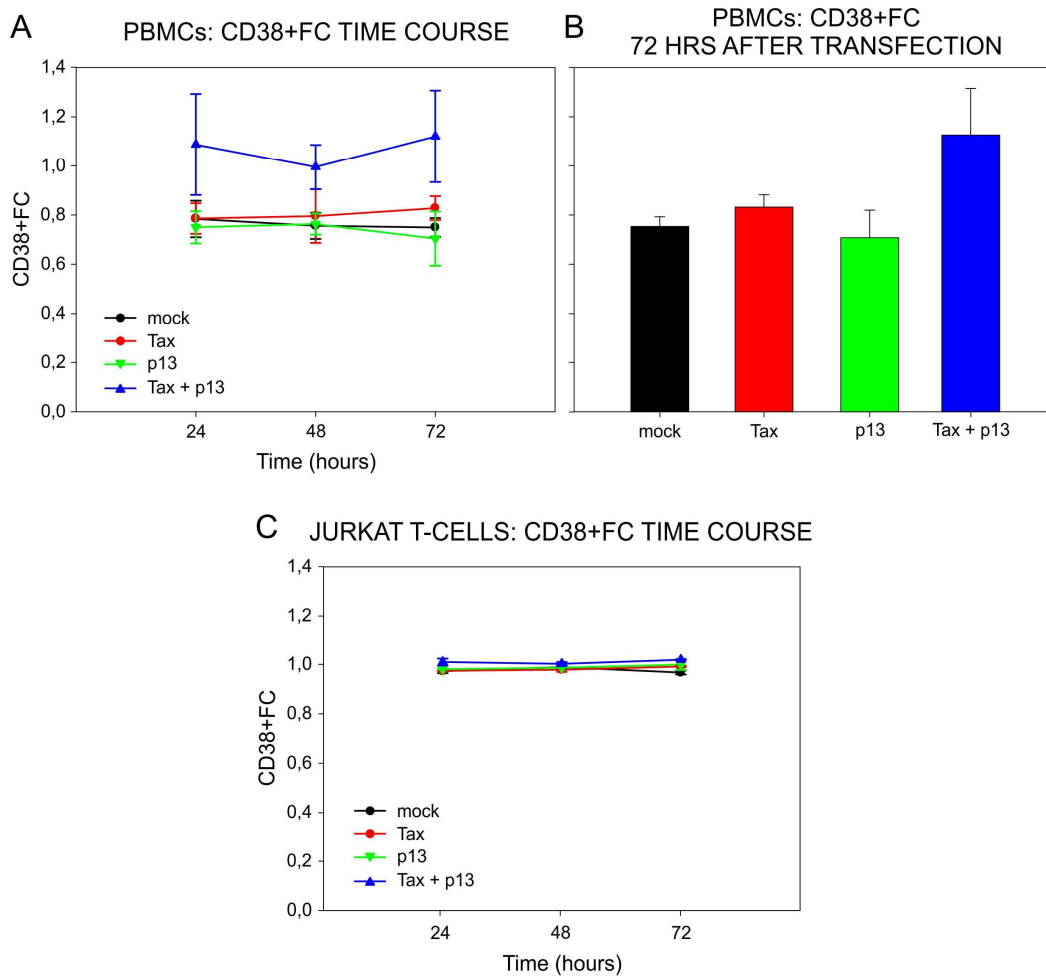 A
PBMCs: CD38+FC TIME COURSE
CD38+FC
1,4
1,2
1,0
0,8
0,6
0,4
0,2
0,0
mock
Tax
p13
Tax + p13
24 48 72
Time (hours)
B
PBMCs: CD38+FC
72 HRS AFTER TRANSFECTION
mock Tax p13 Tax + p13
C
JURKAT T-CELLS: CD38+FC TIME COURSE
CD38+FC
1,4
1,2
1,0
0,8
0,6
0,4
0,2
0,0
mock
Tax
p13
Tax + p13
24 48 72
Time (hours)